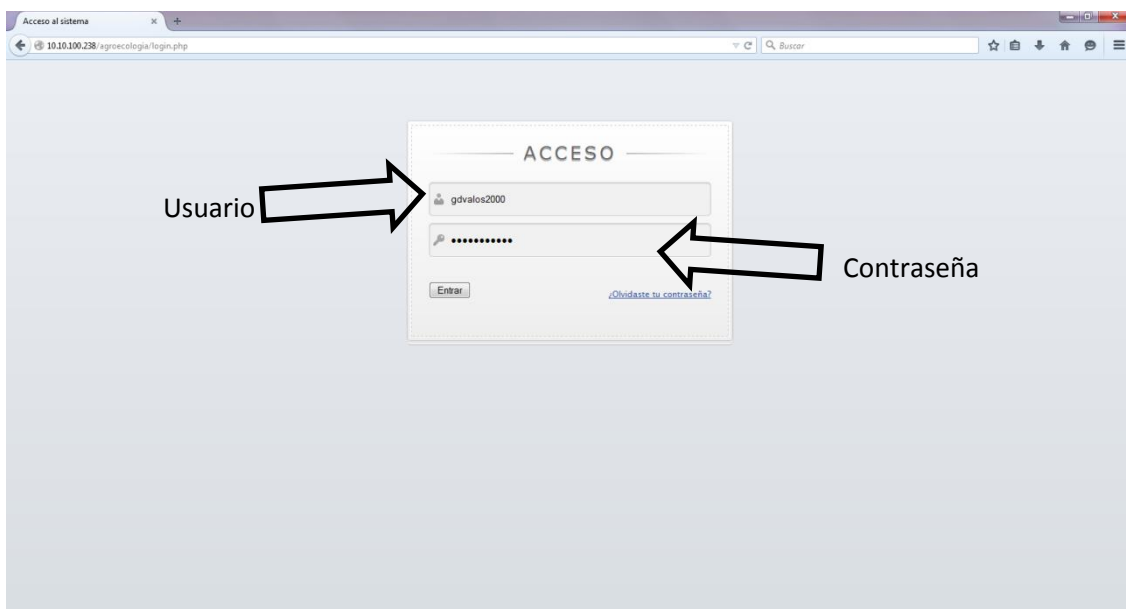 Acceso al sistema
10.10.100.238/agroecologia/login.php
Buscar
ACCESO
Usuario
gdvalos2000
•••••••••••
Contraseña
Entrar
¿Olvidaste tu contraseña?